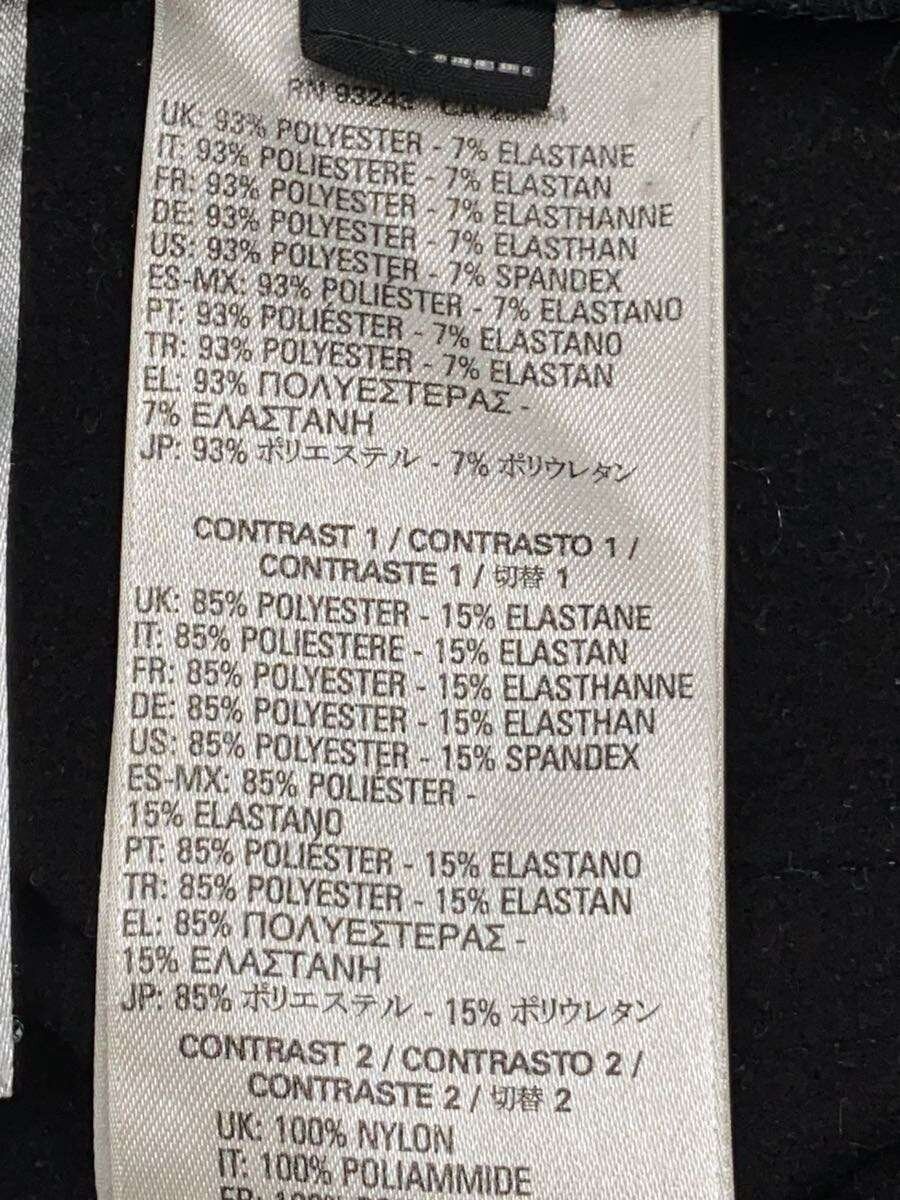 RN 93243
UK: 93% POLYESTER - 7% ELASTANE
IT: 93% POLIESTERE - 7% ELASTAN
FR: 93% POLYESTER - 7% ELASTHANNE
DE: 93% POLYESTER - 7% ELASTHAN
US: 93% POLYESTER - 7% SPANDEX
ES-MX: 93% POLIÉSTER - 7% ELASTANO
PT: 93% POLIÉSTER - 7% ELASTANO
TR: 93% POLYESTER - 7% ELASTAN
EL: 93% ΠΟΛΥΕΣΤΕΡΑΣ -
7% ΕΛΑΣΤΑΝΗ
JP: 93% ポリエステル - 7% ポリウレタン
CONTRAST 1 / CONTRASTO 1 /
CONTRASTE 1 / 切替 1
UK: 85% POLYESTER - 15% ELASTANE
IT: 85% POLIESTERE - 15% ELASTAN
FR: 85% POLYESTER - 15% ELASTHANNE
DE: 85% POLYESTER - 15% ELASTHAN
US: 85% POLYESTER - 15% SPANDEX
ES-MX: 85% POLIÉSTER -
15% ELASTANO
PT: 85% POLIÉSTER - 15% ELASTANO
TR: 85% POLYESTER - 15% ELASTAN
EL: 85% ΠΟΛΥΕΣΤΕΡΑΣ -
15% ΕΛΑΣΤΑΝΗ
JP: 85% ポリエステル - 15% ポリウレタン
CONTRAST 2 / CONTRASTO 2 /
CONTRASTE 2 / 切替 2
UK: 100% NYLON
IT: 100% POLIAMMIDE
FR: 100%